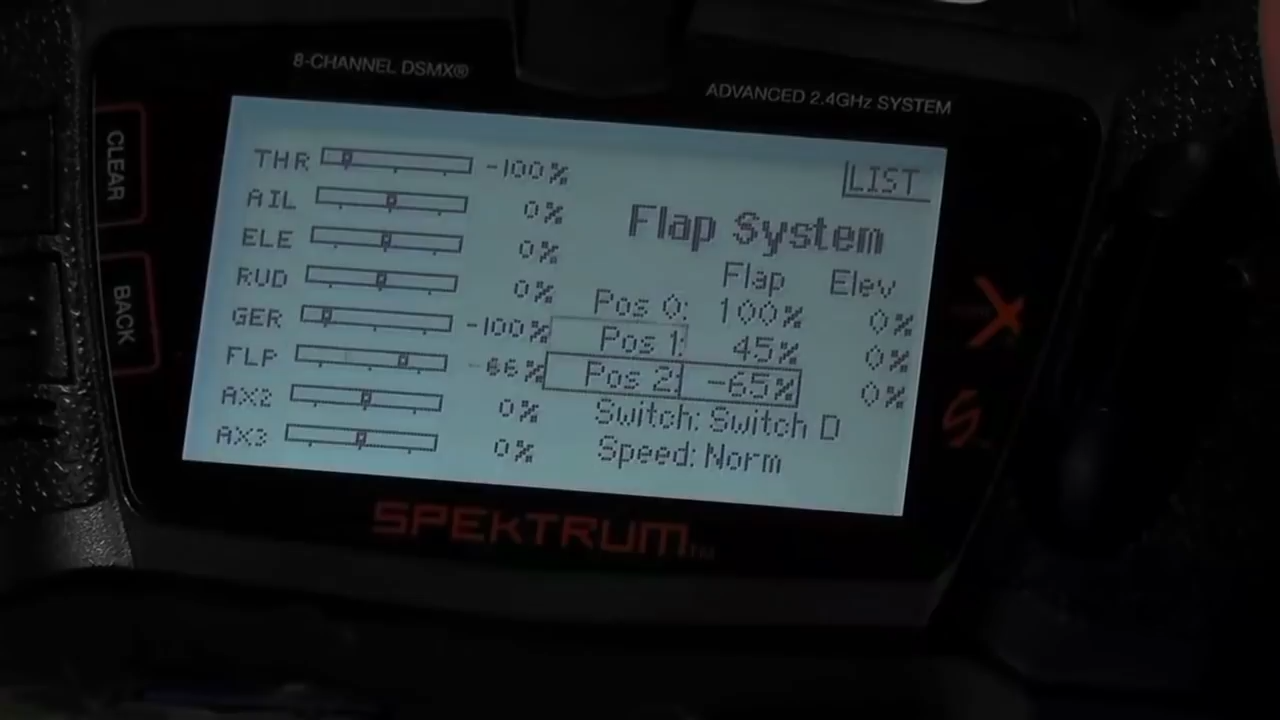 8-CHANNEL DSMX®
ADVANCED 2.4GHz SYSTEM
CLEAR
BACK
THR -100%
AIL 0%
ELE 0%
RUD 0%
GER -100%
FLP -66%
AX2 0%
AX3 0%
LIST
Flap System
Flap Elev
Pos 0: 100% 0%
Pos 1: 45% 0%
Pos 2: -65% 0%
Switch: Switch D
Speed: Norm
SPEKTRUM™